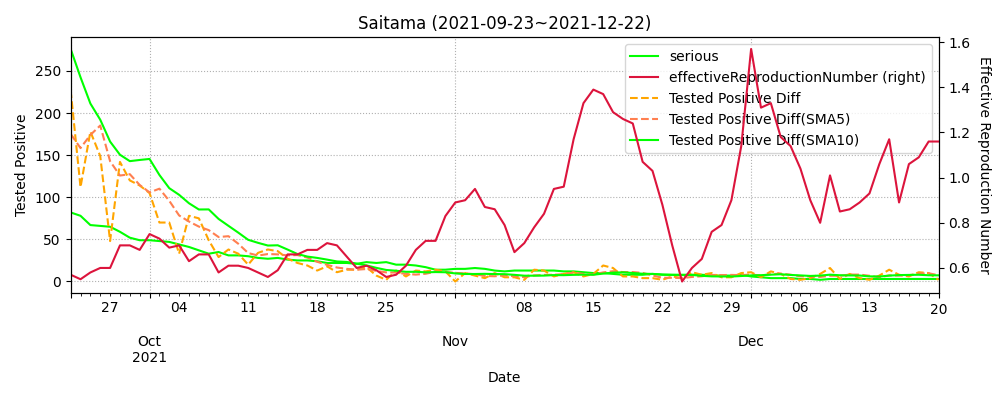 Saitama (2021-09-23~2021-12-22)
serious
effectiveReproductionNumber (right)
Tested Positive Diff
Tested Positive Diff(SMA5)
Tested Positive Diff(SMA10)
Tested Positive
250
200
150
100
50
0
1.6
1.4
1.2
1.0
0.8
0.6
Effective Reproduction Number
27 04 11 18 25 08 15 22 29 06 13 20
Oct Nov Dec
2021
Date